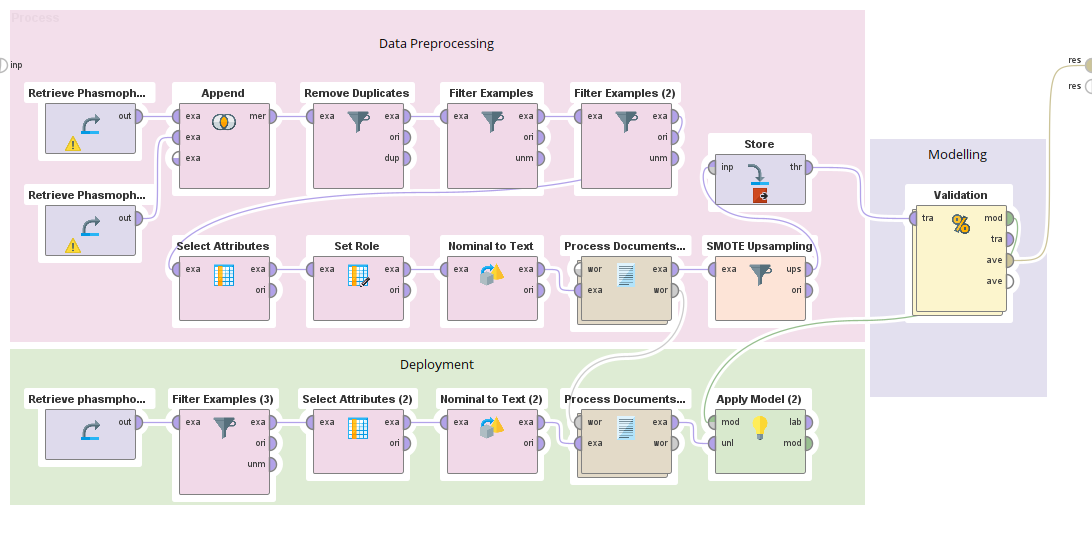 Process
Data Preprocessing
inp
res
res
Retrieve Phasmoph...
Append
Remove Duplicates
Filter Examples
Filter Examples (2)
out
exa mer
exa exa
exa exa
exa exa
exa
ori
ori
ori
exa
dup
unm
unm
Store
inp thr
Modelling
Retrieve Phasmoph...
out
Validation
tra mod
tra
ave
ave
Select Attributes
Set Role
Nominal to Text
Process Documents...
SMOTE Upsampling
exa exa
exa exa
exa exa
wor exa
exa ups
ori
ori
ori
exa wor
ori
Deployment
Retrieve phasmpho...
Filter Examples (3)
Select Attributes (2)
Nominal to Text (2)
Process Documents...
Apply Model (2)
out
exa exa
exa exa
exa exa
wor exa
mod lab
ori
ori
ori
exa wor
unl mod
unm